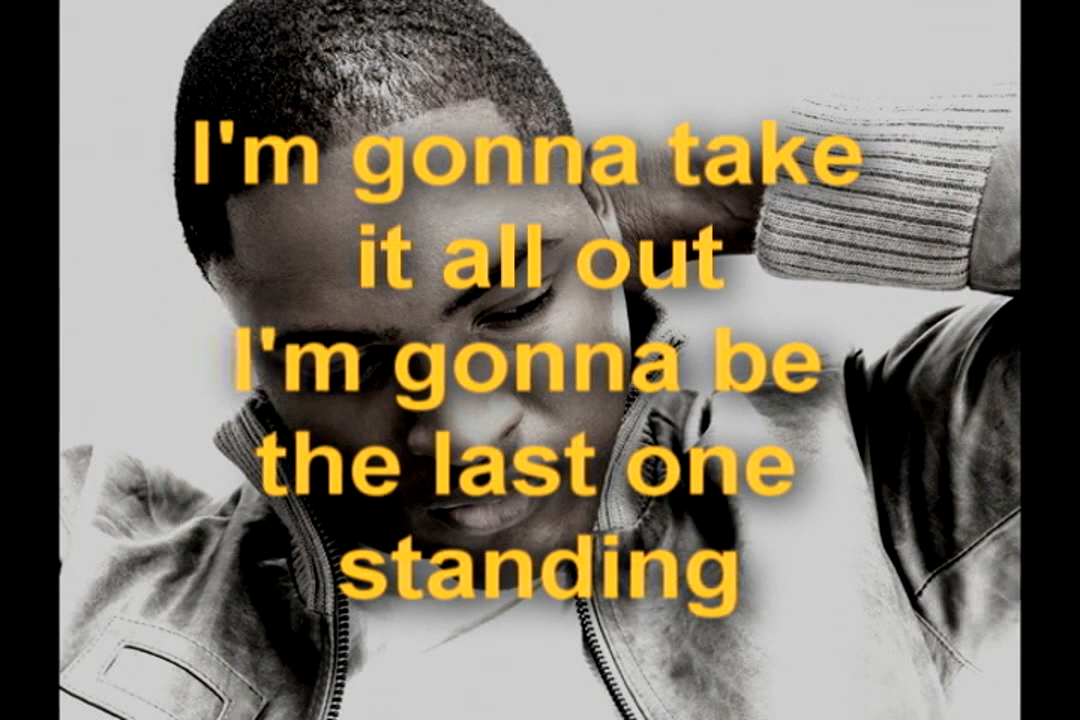 I'm gonna take
it all out
I'm gonna be
the last one
standing